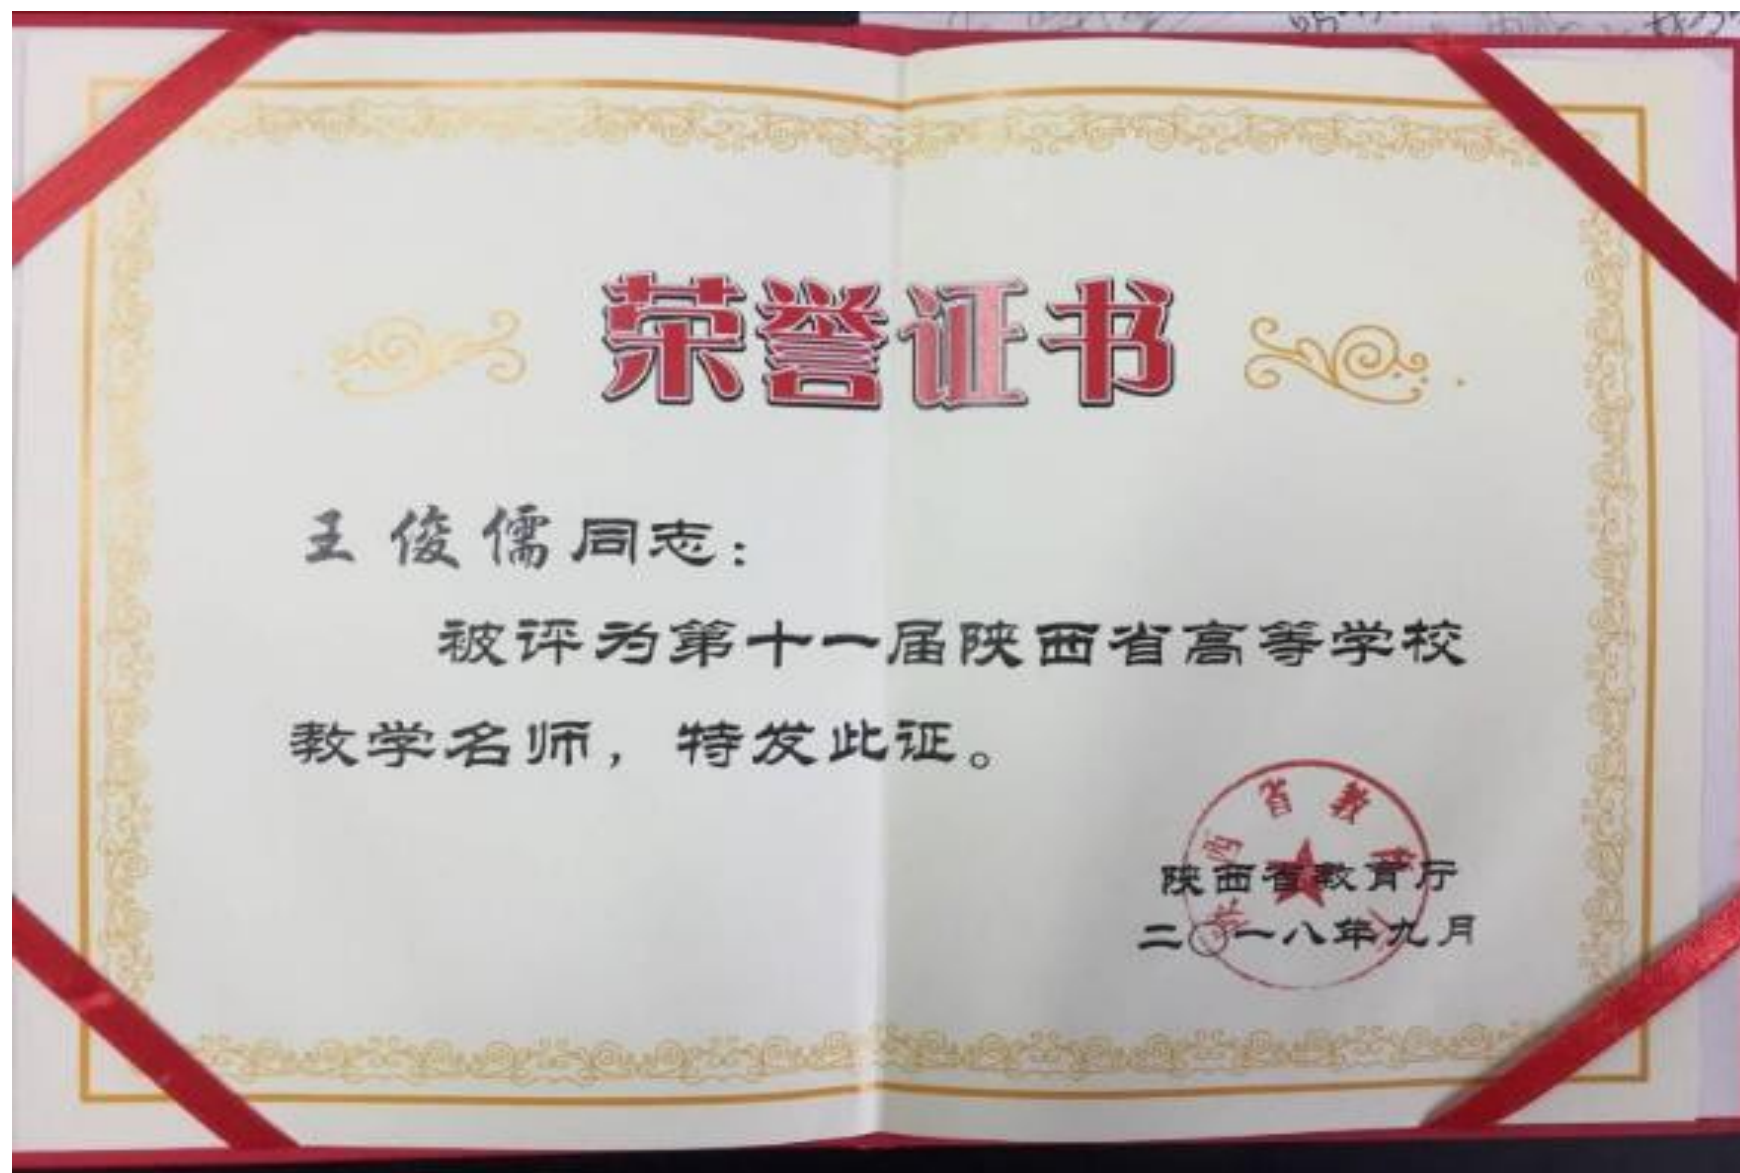 荣誉证书
王俊儒同志：
被评为第十一届陕西省高等学校
教学名师，特发此证。
陕西省教育厅
二〇一八年九月